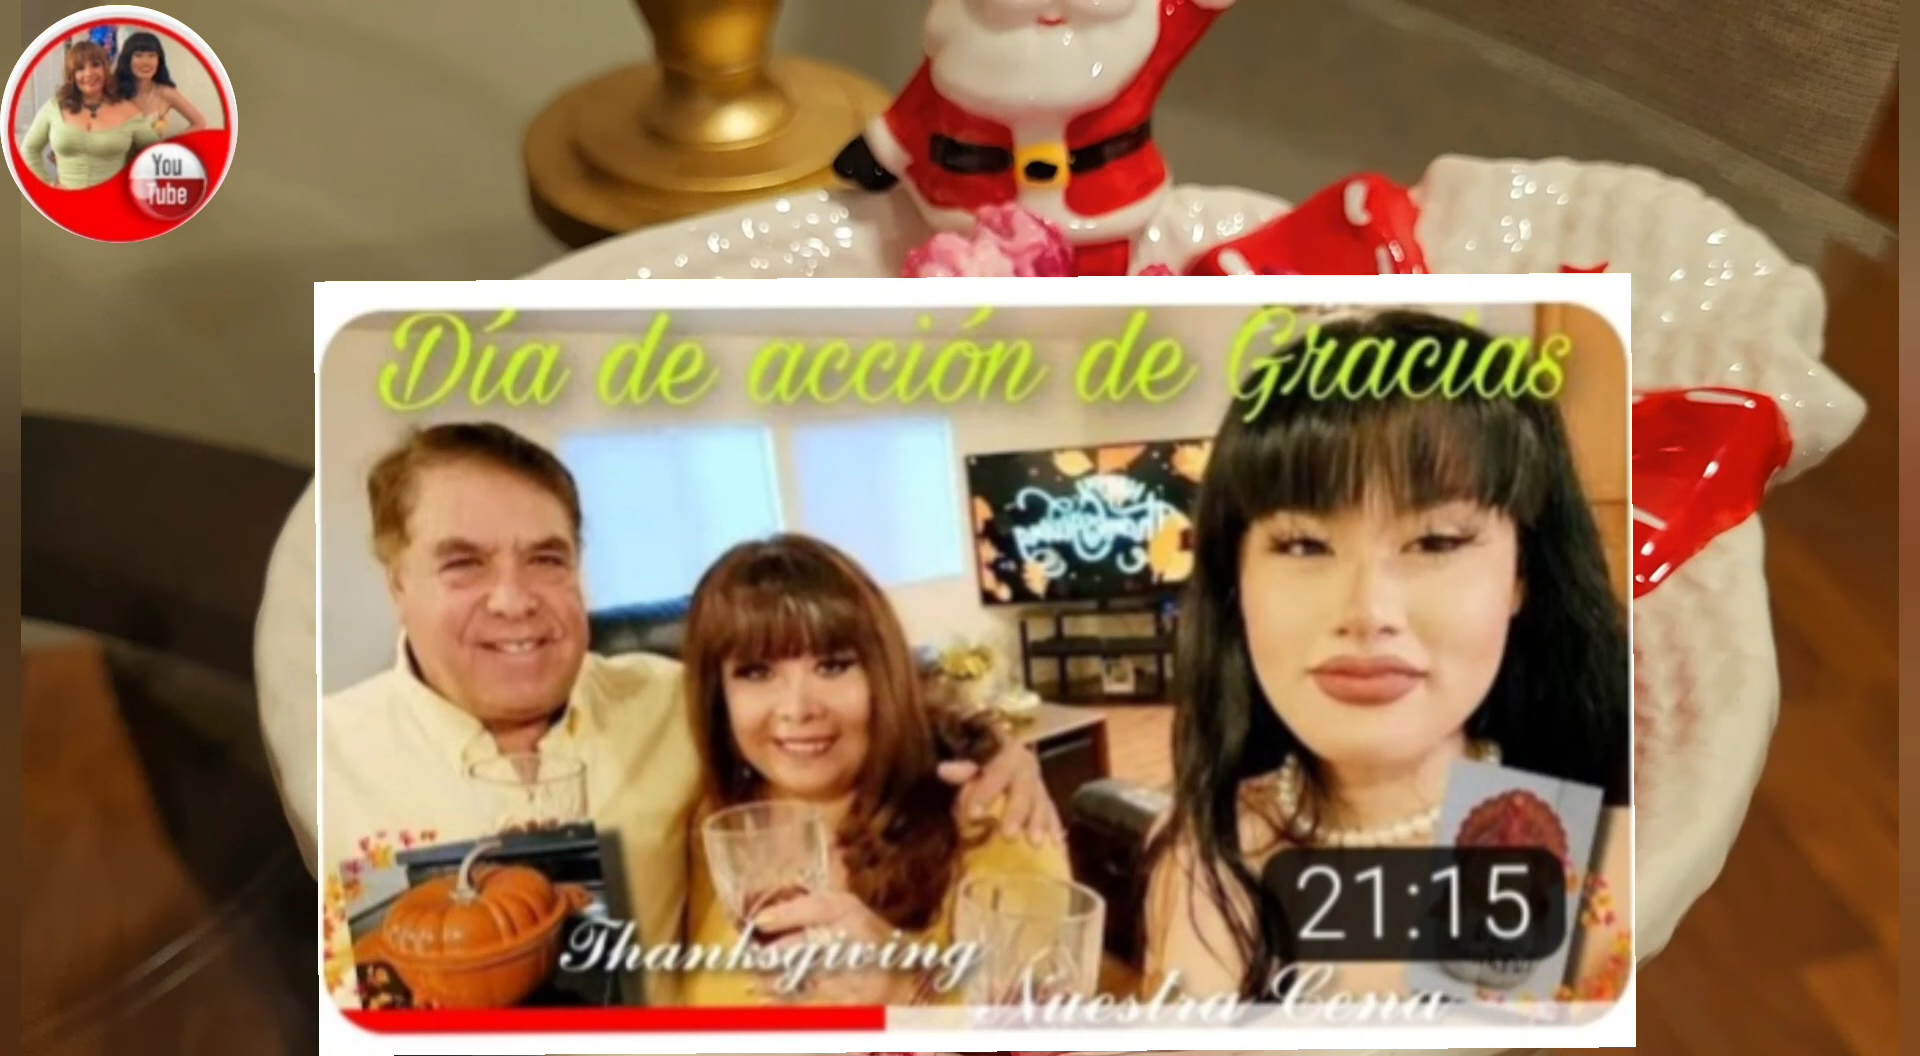 You
Tube
Día de acción de Gracias
Thanksgiving
21:15
Nuestra Cena